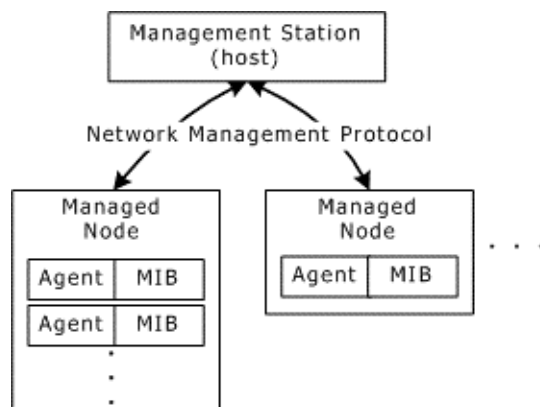 Management Station
(host)
Network Management Protocol
Managed
Node
Agent MIB
Agent MIB
Managed
Node
Agent MIB